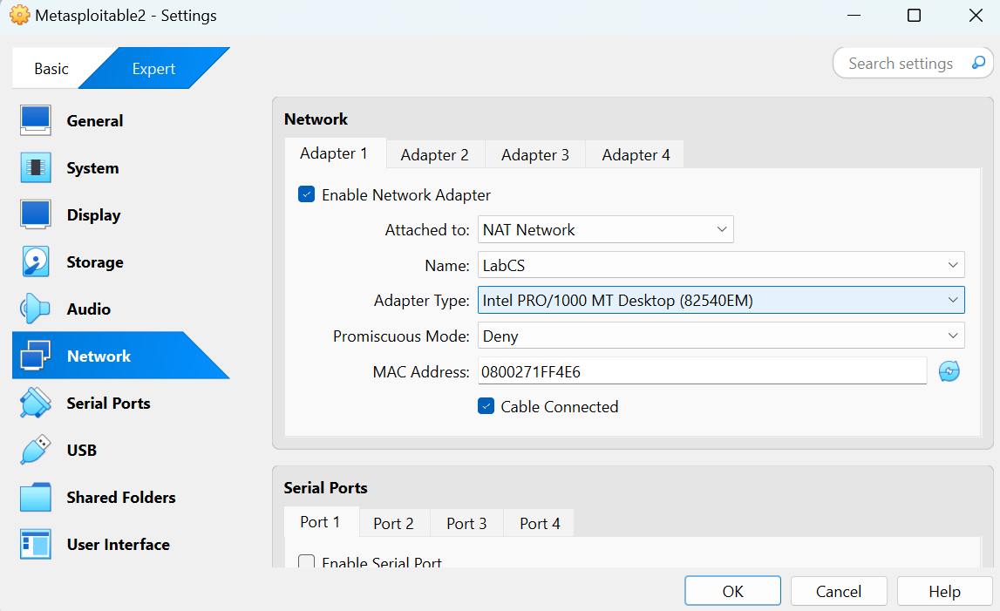 Metasploitable2 - Settings
Basic Expert Search settings
General
System
Display
Storage
Audio
Network
Serial Ports
USB
Shared Folders
User Interface
Network
Adapter 1 Adapter 2 Adapter 3 Adapter 4
Enable Network Adapter
Attached to: NAT Network
Name: LabCS
Adapter Type: Intel PRO/1000 MT Desktop (82540EM)
Promiscuous Mode: Deny
MAC Address: 0800271FF4E6
Cable Connected
Serial Ports
Port 1 Port 2 Port 3 Port 4
Enable Serial Port
OK Cancel Help